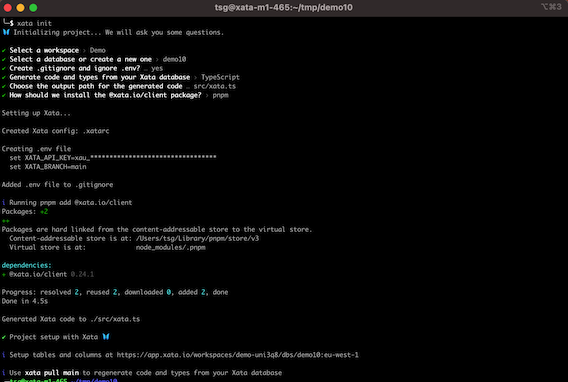 tsg@xata-m1-465:~/tmp/demo10
⌥⌘3
$ xata init
🦋 Initializing project... We will ask you some questions.
✔ Select a workspace › Demo
✔ Select a database or create a new one › demo10
✔ Create .gitignore and ignore .env? … yes
✔ Generate code and types from your Xata database › TypeScript
✔ Choose the output path for the generated code … src/xata.ts
✔ How should we install the @xata.io/client package? › pnpm
Setting up Xata...
Created Xata config: .xatarc
Creating .env file
set XATA_API_KEY=xau_*********************************
set XATA_BRANCH=main
Added .env file to .gitignore
i Running pnpm add @xata.io/client
Packages: +2
++
Packages are hard linked from the content-addressable store to the virtual store.
Content-addressable store is at: /Users/tsg/Library/pnpm/store/v3
Virtual store is at: node_modules/.pnpm
dependencies:
+ @xata.io/client 0.24.1
Progress: resolved 2, reused 2, downloaded 0, added 2, done
Done in 4.5s
Generated Xata code to ./src/xata.ts
✔ Project setup with Xata 🦋
i Setup tables and columns at https://app.xata.io/workspaces/demo-uni3q8/dbs/demo10:eu-west-1
i Use xata pull main to regenerate code and types from your Xata database
tsg@xata-m1-465 ~/tmp/demo10